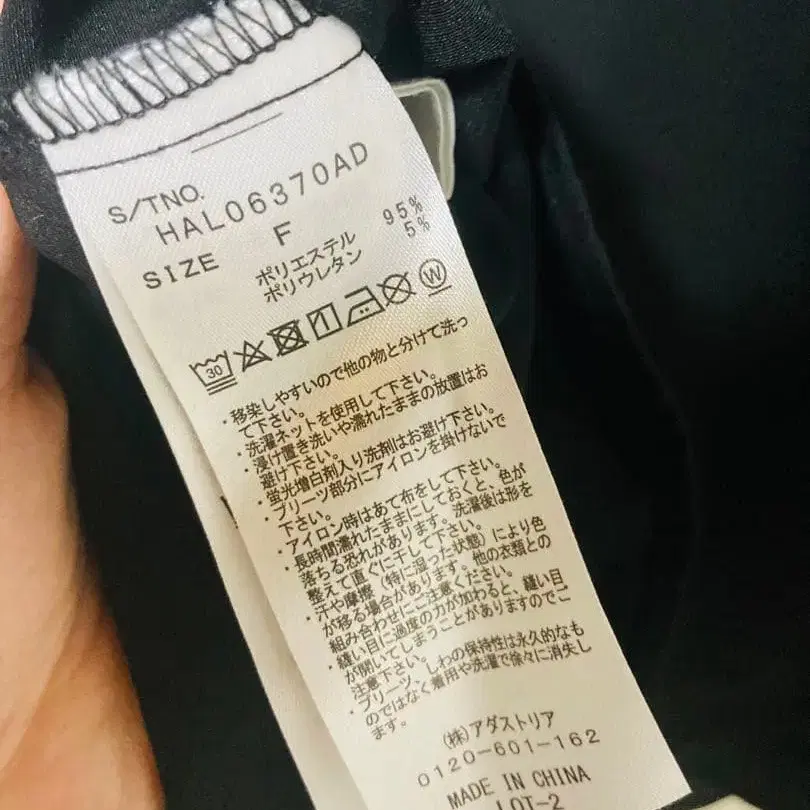 S/TNO.
HAL06370AD
SIZE F
ポリエステル 95%
ポリウレタン 5%
30
W
・移染しやすいので他の物と分けて洗っ
て下さい。
・洗濯ネットを使用して下さい。
・浸け置き洗いや濡れたままの放置はお
避け下さい。
・蛍光増白剤入り洗剤はお避け下さい。
・プリーツ部分にアイロンを掛けないで
下さい。
・アイロン時はあて布をして下さい。
・長時間濡れたままにしておくと、色が
落ちる恐れがあります。洗濯後は形を
整えて直ぐに干して下さい。
・汗や摩擦（特に湿った状態）により色
が移る場合があります。他の衣類との
組み合わせにご注意ください。
・縫い目に過度の力が加わると、縫い目
が開いてしまうことがありますのでご
注意下さい。
・プリーツ、しわの保持性は永久的なも
のではなく着用や洗濯で徐々に消失し
ます。
(株)アダストリア
0120-601-162
MADE IN CHINA
LOT-2